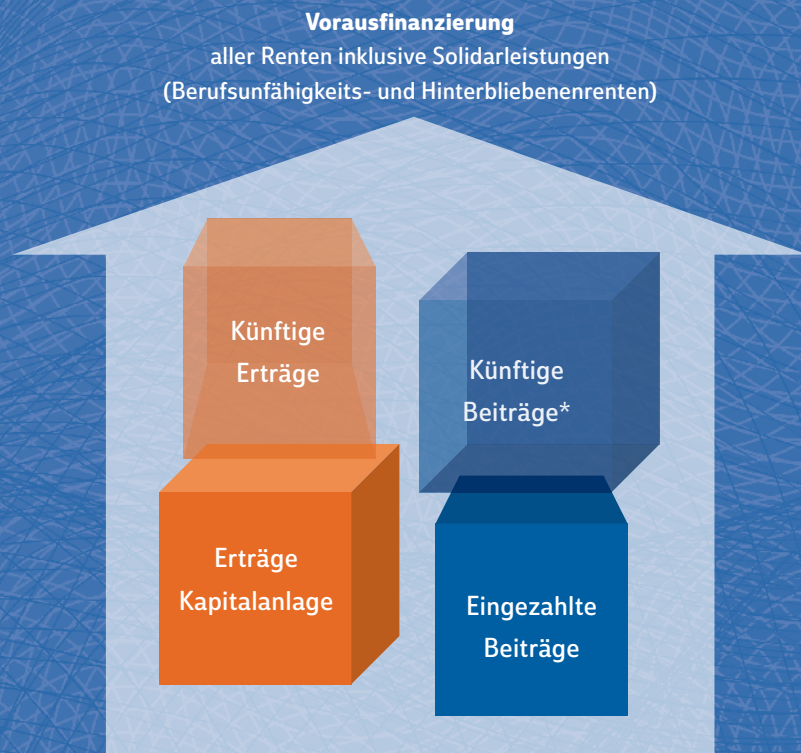 Vorausfinanzierung
aller Renten inklusive Solidarleistungen
(Berufsunfähigkeits- und Hinterbliebenenrenten)
Künftige
Erträge
Künftige
Beiträge*
Erträge
Kapitalanlage
Eingezahlte
Beiträge